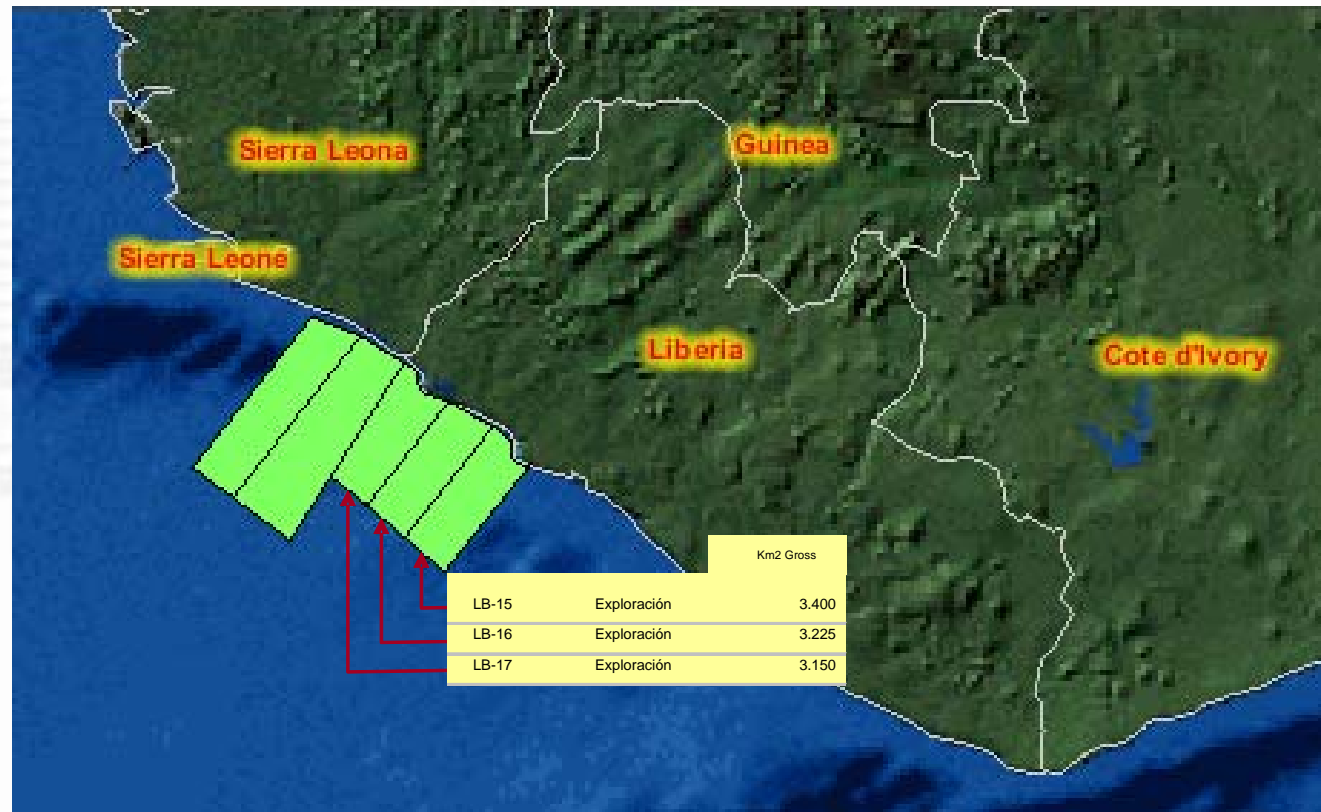 Sierra Leona
Guinea
Sierra Leone
Liberia
Cote d'Ivory
Km2 Gross
LB-15 Exploración 3.400
LB-16 Exploración 3.225
LB-17 Exploración 3.150